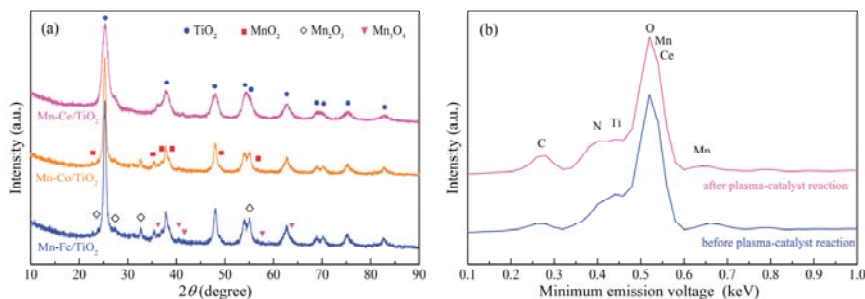 (a)
TiO2
MnO2
Mn2O3
Mn3O4
Mn-Ce/TiO2
Mn-Co/TiO2
Mn-Fe/TiO2
Intensity (a.u.)
10 20 30 40 50 60 70 80 90
2θ (degree)
(b)
O
Mn
Ce
N
Ti
C
Mn
after plasma-catalyst reaction
before plasma-catalyst reaction
Intensity (a.u.)
0.1 0.2 0.3 0.4 0.5 0.6 0.7 0.8 0.9 1.0
Minimum emission voltage (keV)